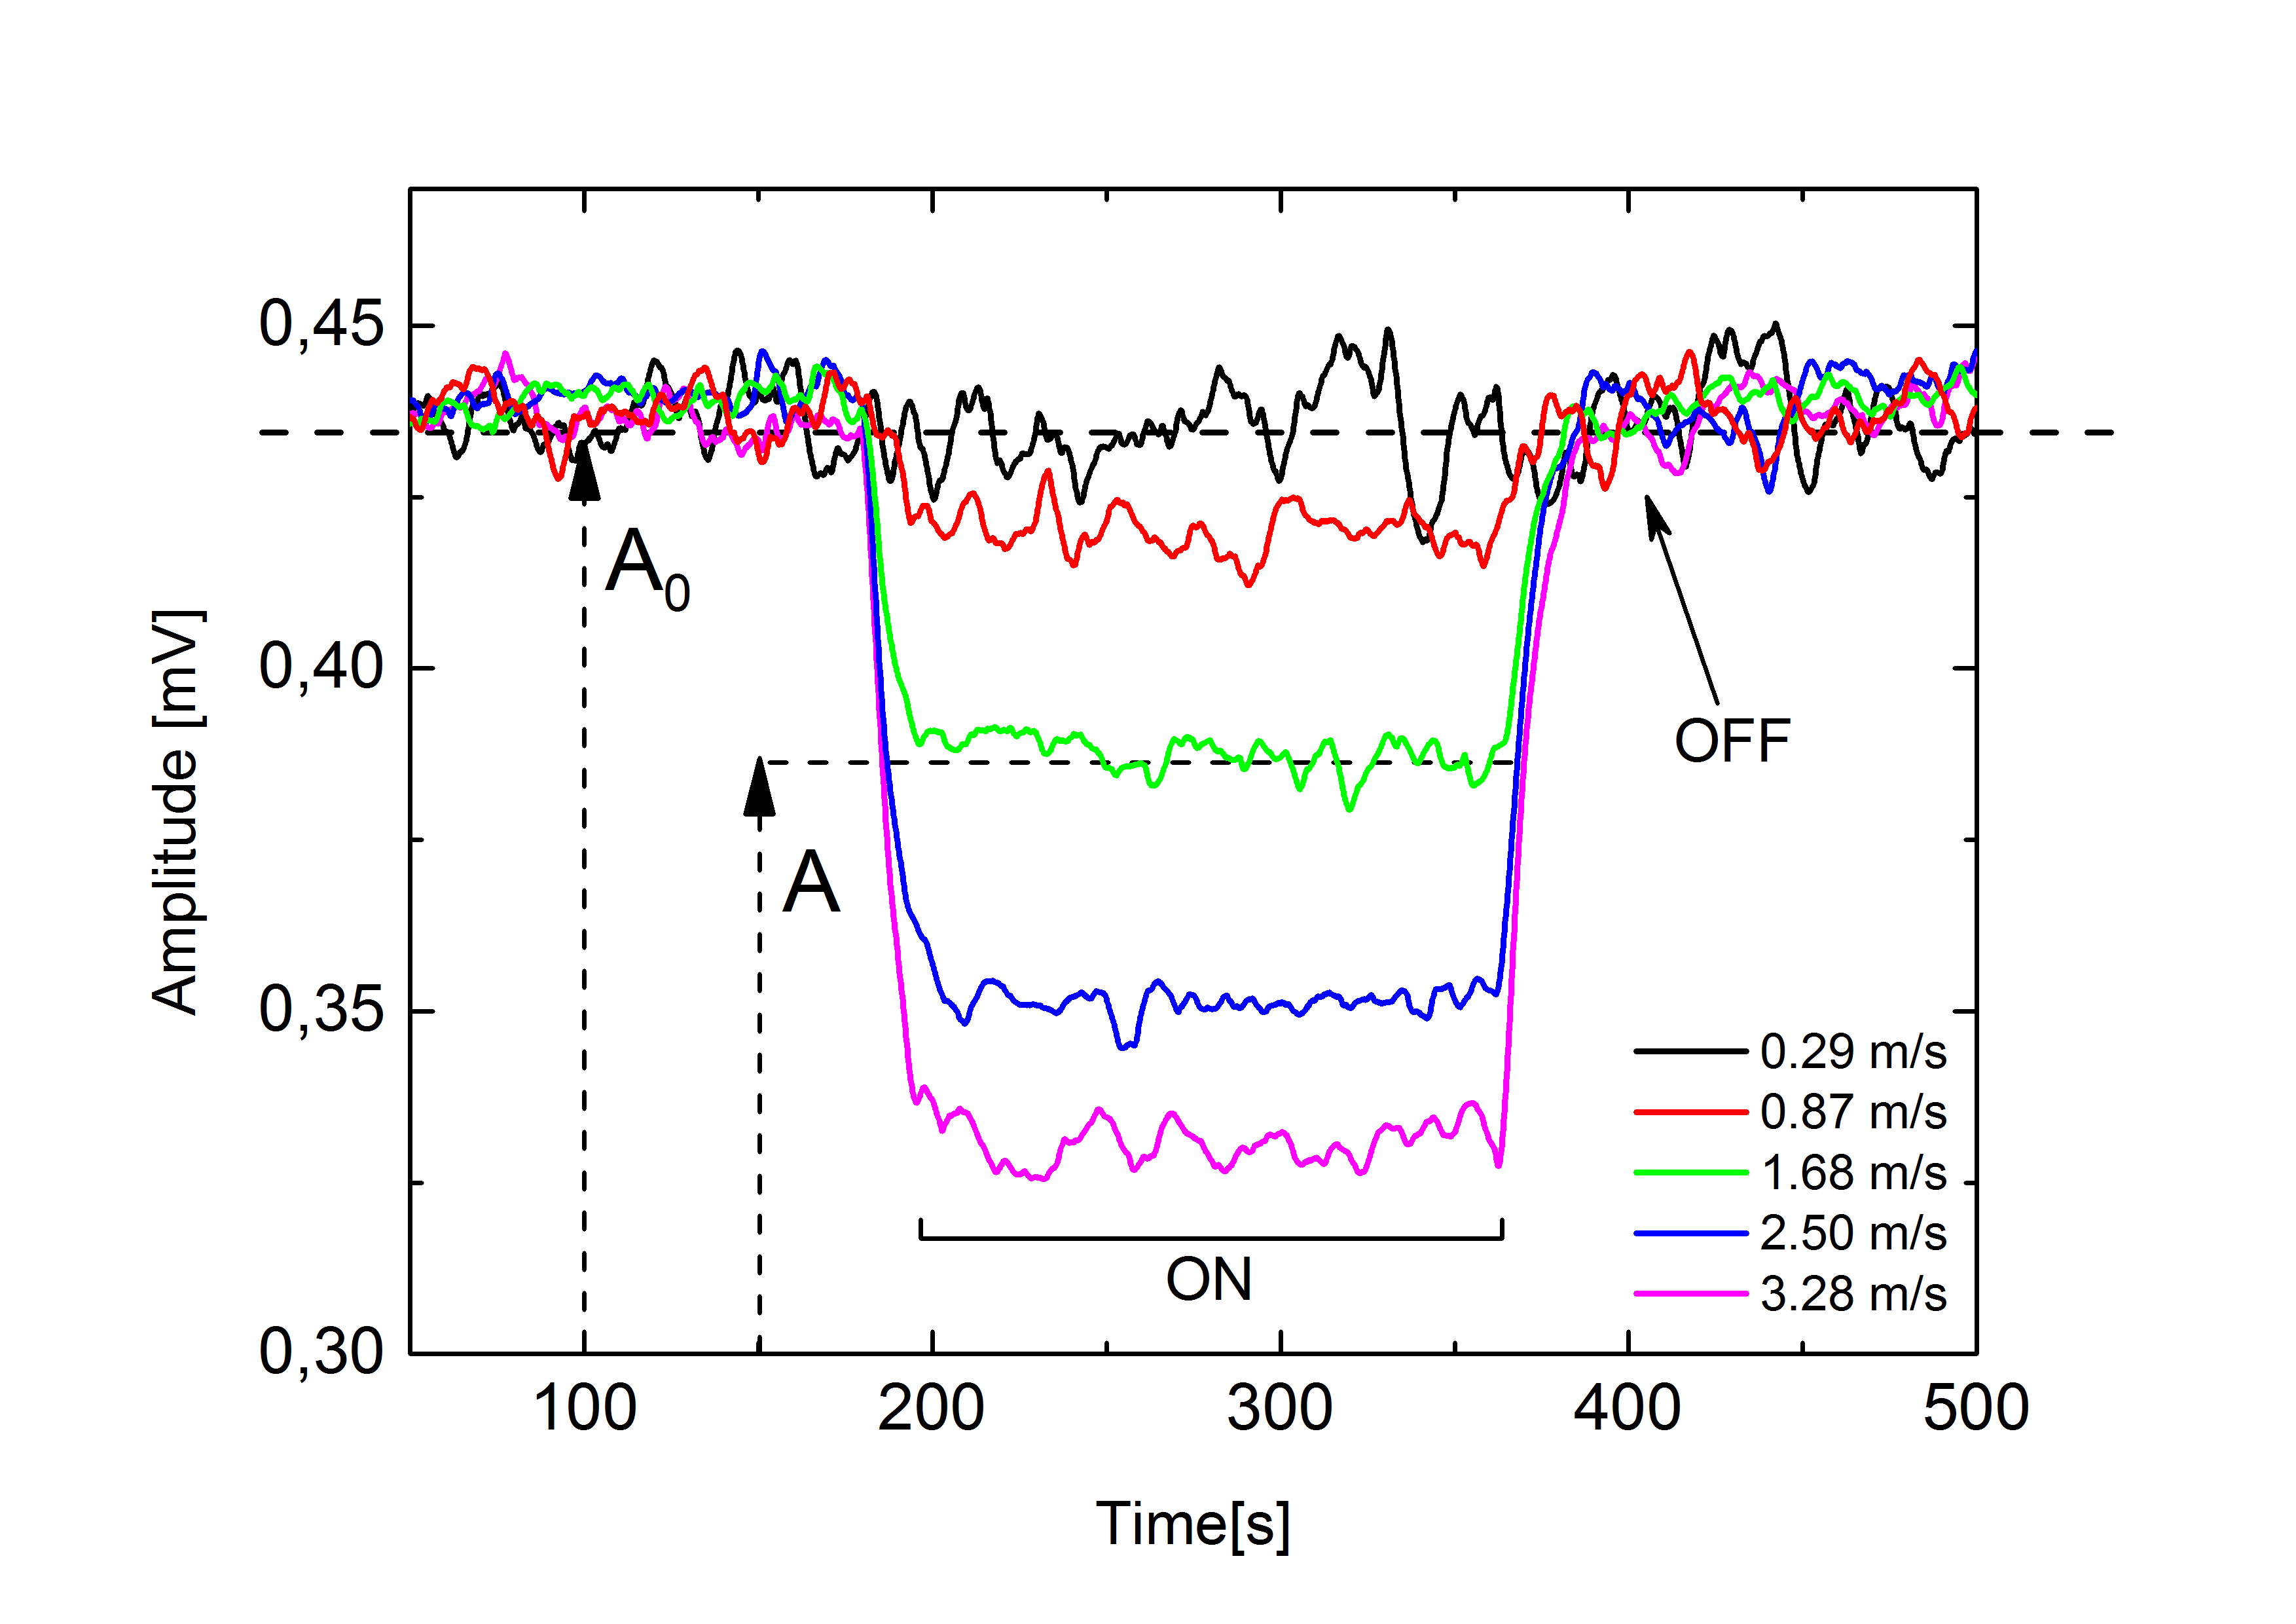 0,45
0,40
0,35
0,30
Amplitude [mV]
A0
A
OFF
ON
0.29 m/s
0.87 m/s
1.68 m/s
2.50 m/s
3.28 m/s
100 200 300 400 500
Time[s]